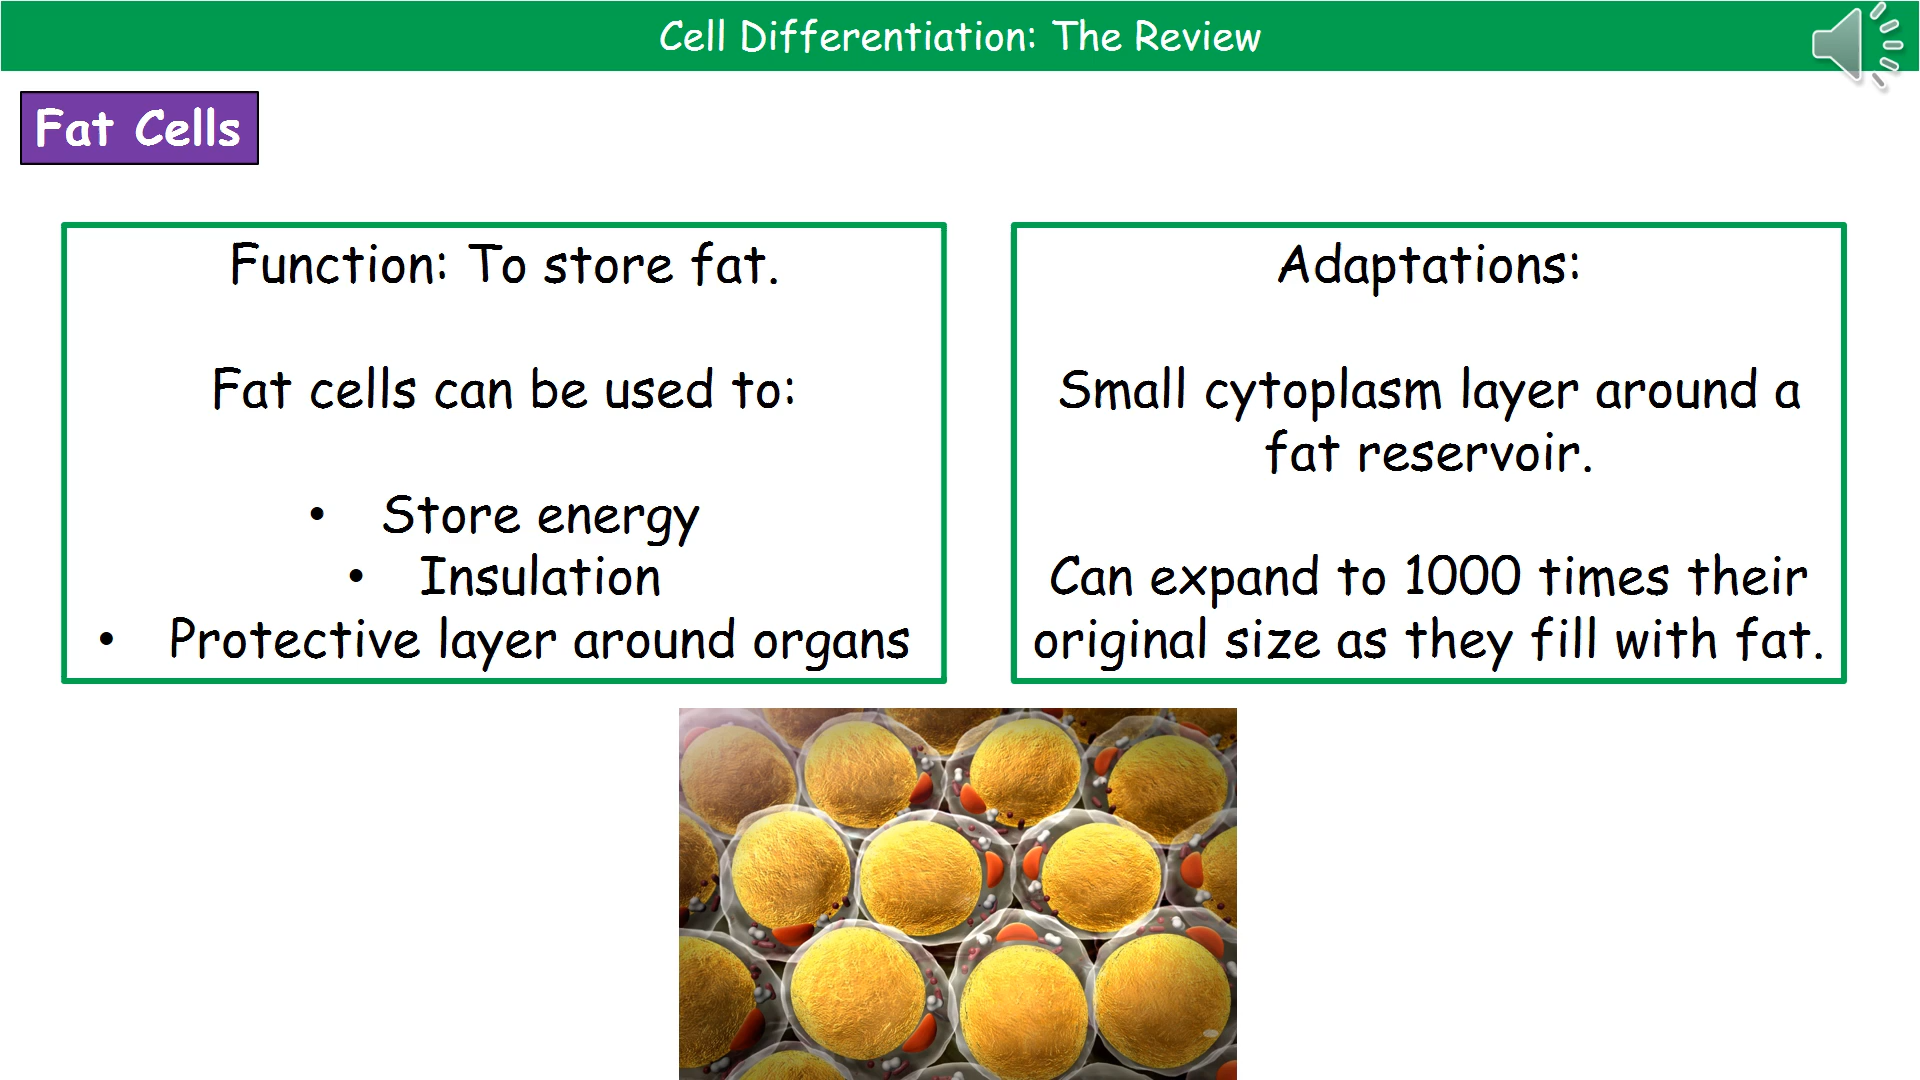 Cell Differentiation: The Review
Fat Cells
Function: To store fat.
Fat cells can be used to:
• Store energy
• Insulation
• Protective layer around organs
Adaptations:
Small cytoplasm layer around a
fat reservoir.
Can expand to 1000 times their
original size as they fill with fat.